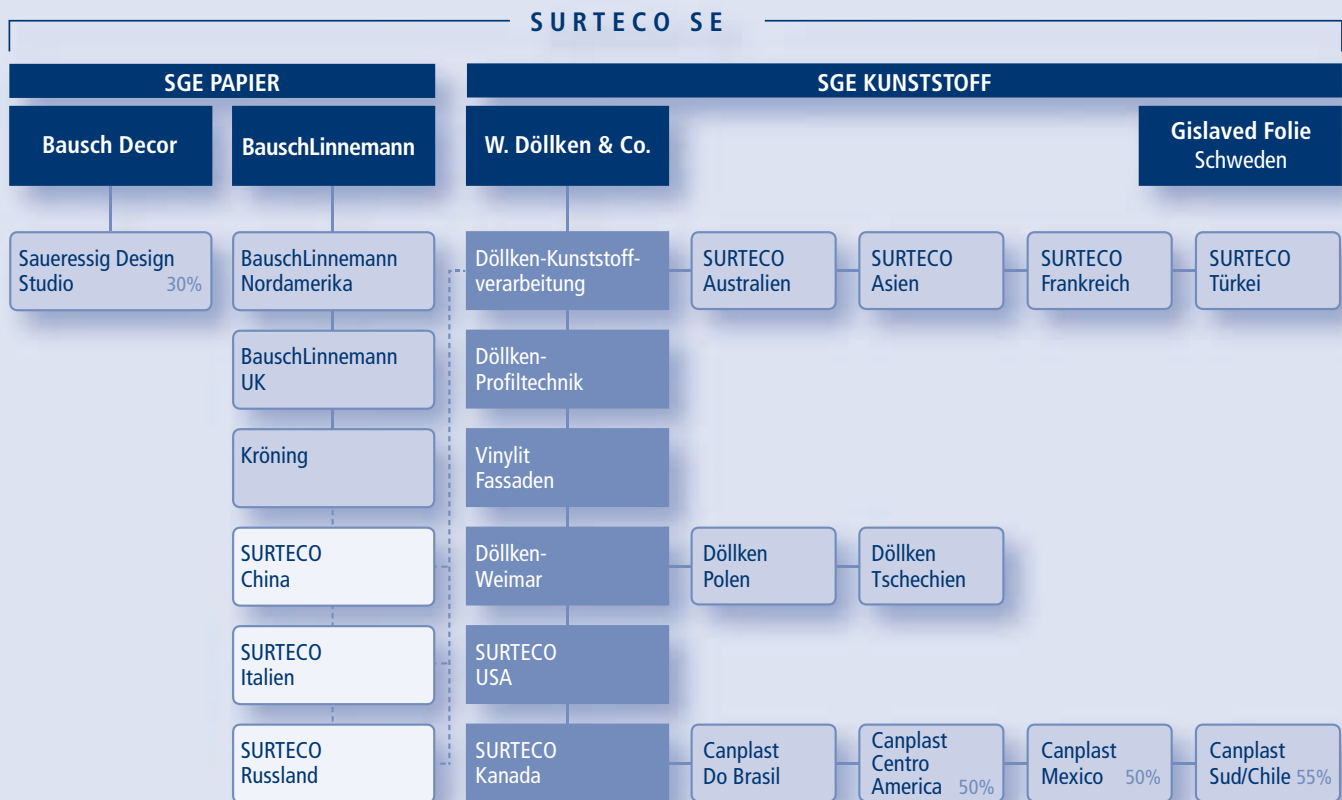 SURTECO SE
SGE PAPIER
SGE KUNSTSTOFF
Bausch Decor
BauschLinnemann
W. Döllken & Co.
Gislaved Folie
Schweden
Saueressig Design
Studio 30%
BauschLinnemann
Nordamerika
Döllken-Kunststoff-
verarbeitung
SURTECO
Australien
SURTECO
Asien
SURTECO
Frankreich
SURTECO
Türkei
BauschLinnemann
UK
Döllken-
Profiltechnik
Kröning
Vinylit
Fassaden
SURTECO
China
Döllken-
Weimar
Döllken
Polen
Döllken
Tschechien
SURTECO
Italien
SURTECO
USA
SURTECO
Russland
SURTECO
Kanada
Canplast
Do Brasil
Canplast
Centro
America 50%
Canplast
Mexico 50%
Canplast
Sud/Chile 55%